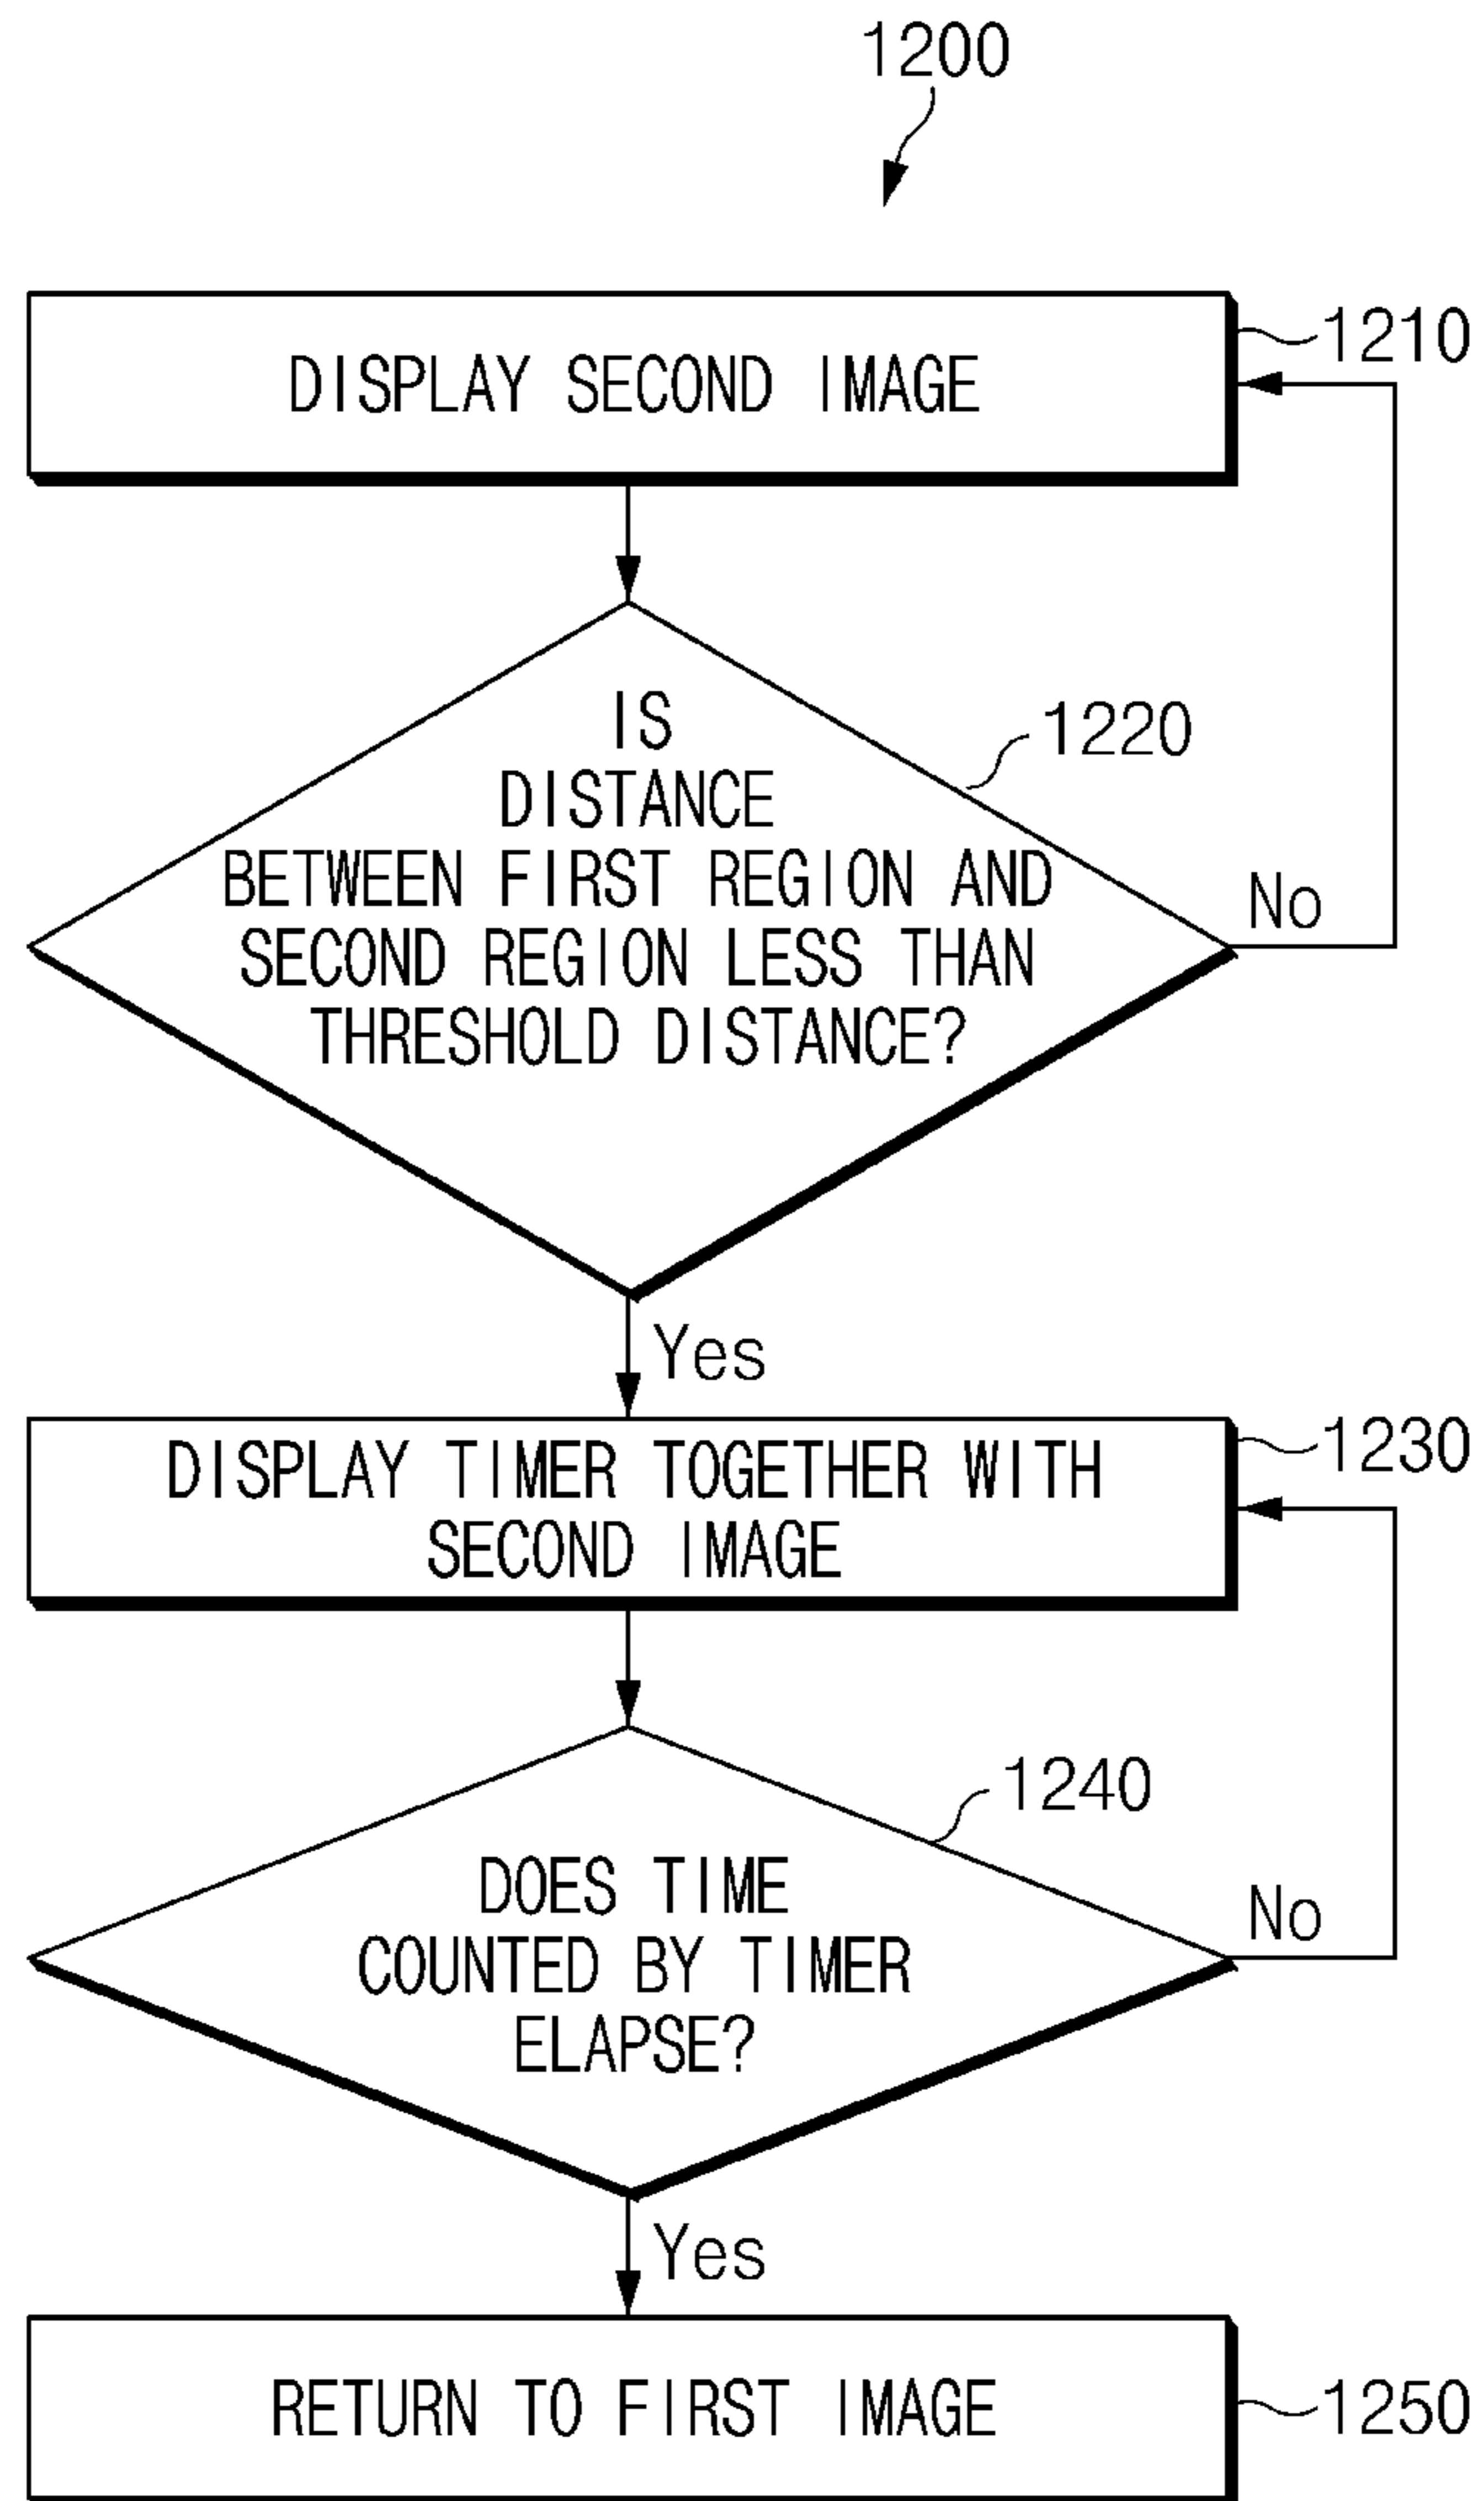 1200
1210
DISPLAY SECOND IMAGE
1220
IS
DISTANCE
BETWEEN FIRST REGION AND
SECOND REGION LESS THAN
THRESHOLD DISTANCE?
No
Yes
1230
DISPLAY TIMER TOGETHER WITH
SECOND IMAGE
1240
DOES TIME
COUNTED BY TIMER
ELAPSE?
No
Yes
RETURN TO FIRST IMAGE
1250